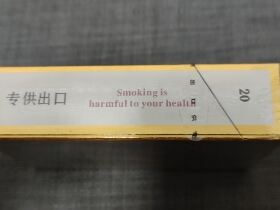 专供出口
Smoking is
harmful to your health
20